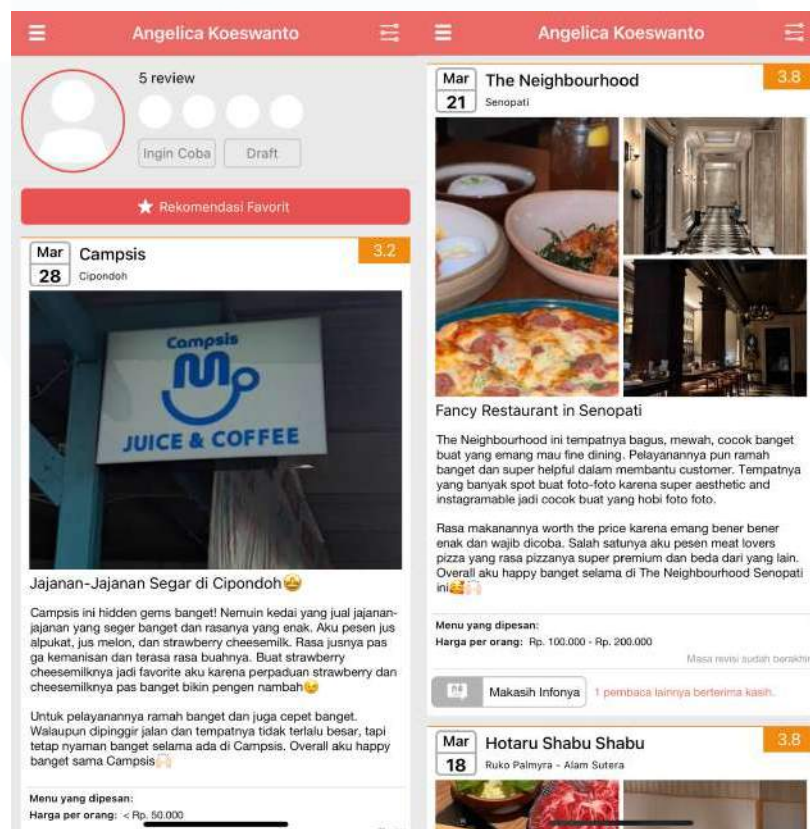 Angelica Koeswanto
5 review
Ingin Coba
Draft
Rekomendasi Favorit
Mar
28
Campsis
Cipondoh
3.2
Campsis
JUICE & COFFEE
Jajanan-Jajanan Segar di Cipondoh🤩
Campsis ini hidden gems banget! Nemuin kedai yang jual jajanan-
jajanan yang seger banget dan rasanya yang enak. Aku pesen jus
alpukat, jus melon, dan strawberry cheesemilk. Rasa jusnya pas
ga kemanisan dan terasa rasa buahnya. Buat strawberry
cheesemilknya jadi favorite aku karena perpaduan strawberry dan
cheesemilknya pas banget bikin pengen nambah😉
Untuk pelayanannya ramah banget dan juga cepet banget.
Walaupun dipinggir jalan dan tempatnya tidak terlalu besar, tapi
tetap nyaman banget selama ada di Campsis. Overall aku happy
banget sama Campsis🙌🏻
Menu yang dipesan:
Harga per orang: < Rp. 50.000
Angelica Koeswanto
Mar
21
The Neighbourhood
Senopati
3.8
Fancy Restaurant in Senopati
The Neighbourhood ini tempatnya bagus, mewah, cocok banget
buat yang emang mau fine dining. Pelayanannya pun ramah
banget dan super helpful dalam membantu customer. Tempatnya
yang banyak spot buat foto-foto karena super aesthetic and
instagramable jadi cocok buat yang hobi foto foto.
Rasa makanannya worth the price karena emang bener bener
enak dan wajib dicoba. Salah satunya aku pesen meat lovers
pizza yang rasa pizzanya super premium dan beda dari yang lain.
Overall aku happy banget selama di The Neighbourhood Senopati
ini🥰🙌🏻
Menu yang dipesan:
Harga per orang: Rp. 100.000 - Rp. 200.000
Masa revisi sudah berakhir
Makasih Infonya
1 pembaca lainnya berterima kasih.
Mar
18
Hotaru Shabu Shabu
Ruko Palmyra - Alam Sutera
3.8